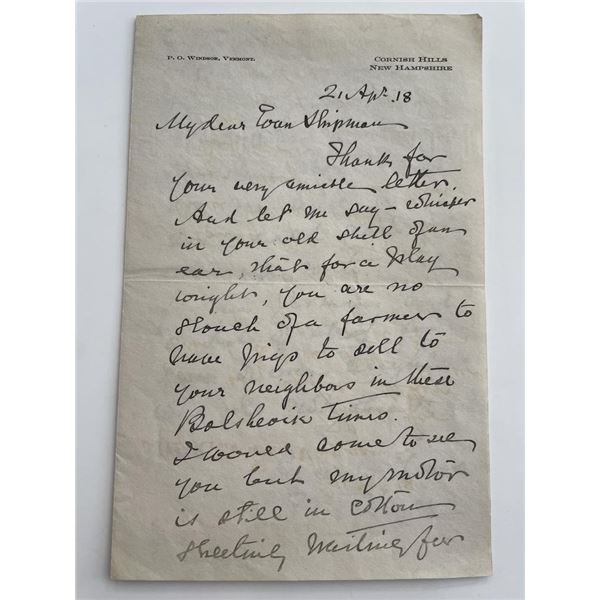 P. O. Windsor, Vermont.
Cornish Hills
New Hampshire
21 Apr. 18
My dear Evan Shipman
Thanks for
your very amicable letter.
And let me say - whisper
in your old shell of an
ear, that for a Play
wright, you are no
slouch of a farmer to
have pigs to sell to
your neighbors in these
Bolshevik Times.
I would come to see
you but my motor
is still in cotton
sheeting, waiting for